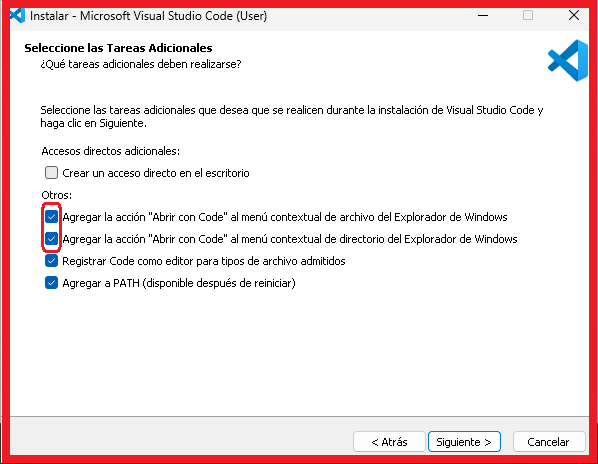 Instalar - Microsoft Visual Studio Code (User)
Seleccione las Tareas Adicionales
¿Qué tareas adicionales deben realizarse?
Seleccione las tareas adicionales que desea que se realicen durante la instalación de Visual Studio Code y
haga clic en Siguiente.
Accesos directos adicionales:
Crear un acceso directo en el escritorio
Otros:
Agregar la acción "Abrir con Code" al menú contextual de archivo del Explorador de Windows
Agregar la acción "Abrir con Code" al menú contextual de directorio del Explorador de Windows
Registrar Code como editor para tipos de archivo admitidos
Agregar a PATH (disponible después de reiniciar)
< Atrás Siguiente > Cancelar